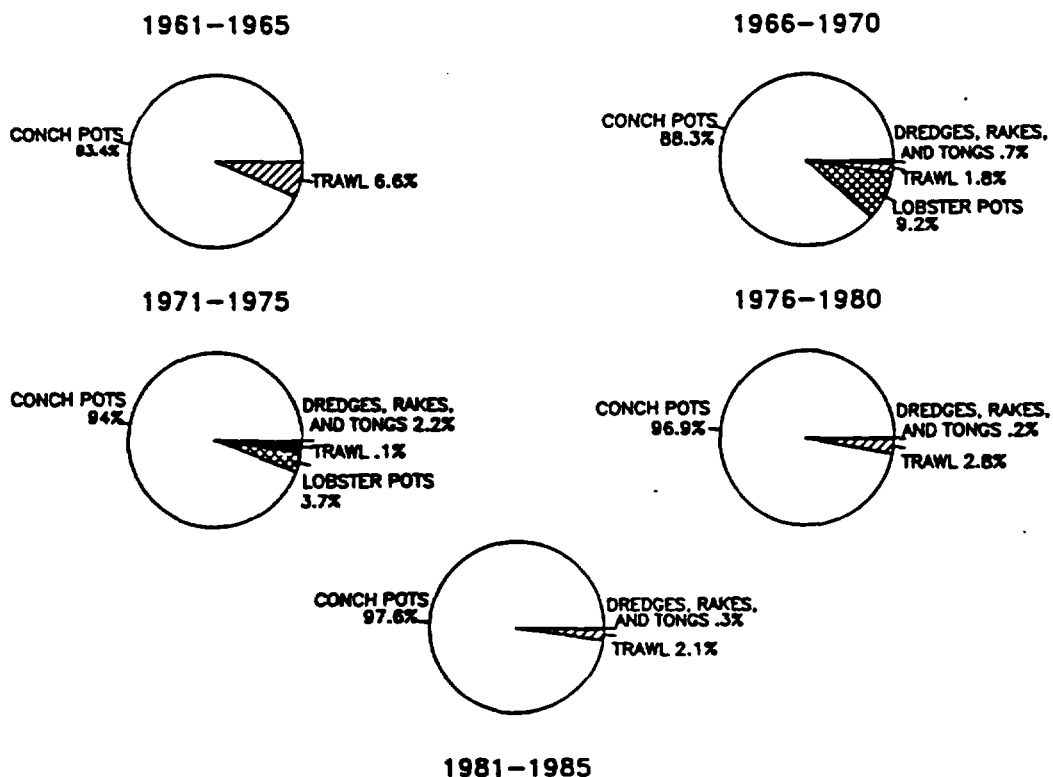 1961-1965
CONCH POTS
93.4%
TRAWL 6.6%
1966-1970
CONCH POTS
88.3%
DREDGES, RAKES,
AND TONGS .7%
TRAWL 1.8%
LOBSTER POTS
9.2%
1971-1975
CONCH POTS
94%
DREDGES, RAKES,
AND TONGS 2.2%
TRAWL .1%
LOBSTER POTS
3.7%
1976-1980
CONCH POTS
96.9%
DREDGES, RAKES,
AND TONGS .2%
TRAWL 2.8%
CONCH POTS
97.6%
DREDGES, RAKES,
AND TONGS .3%
TRAWL 2.1%
1981-1985